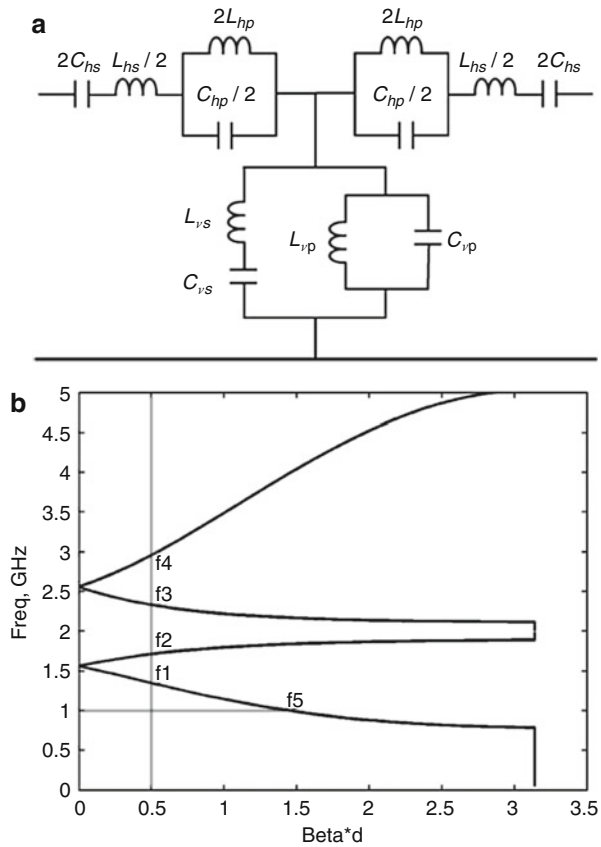 a
2L_hp 2L_hp
2C_hs L_hs / 2 L_hs / 2 2C_hs
C_hp / 2 C_hp / 2
L_νs L_νp C_νp
C_νs
b
5
4.5
4
3.5
3
2.5
2
1.5
1
0.5
0
Freq, GHz
f4
f3
f2
f1
f5
0 0.5 1 1.5 2 2.5 3 3.5
Beta*d